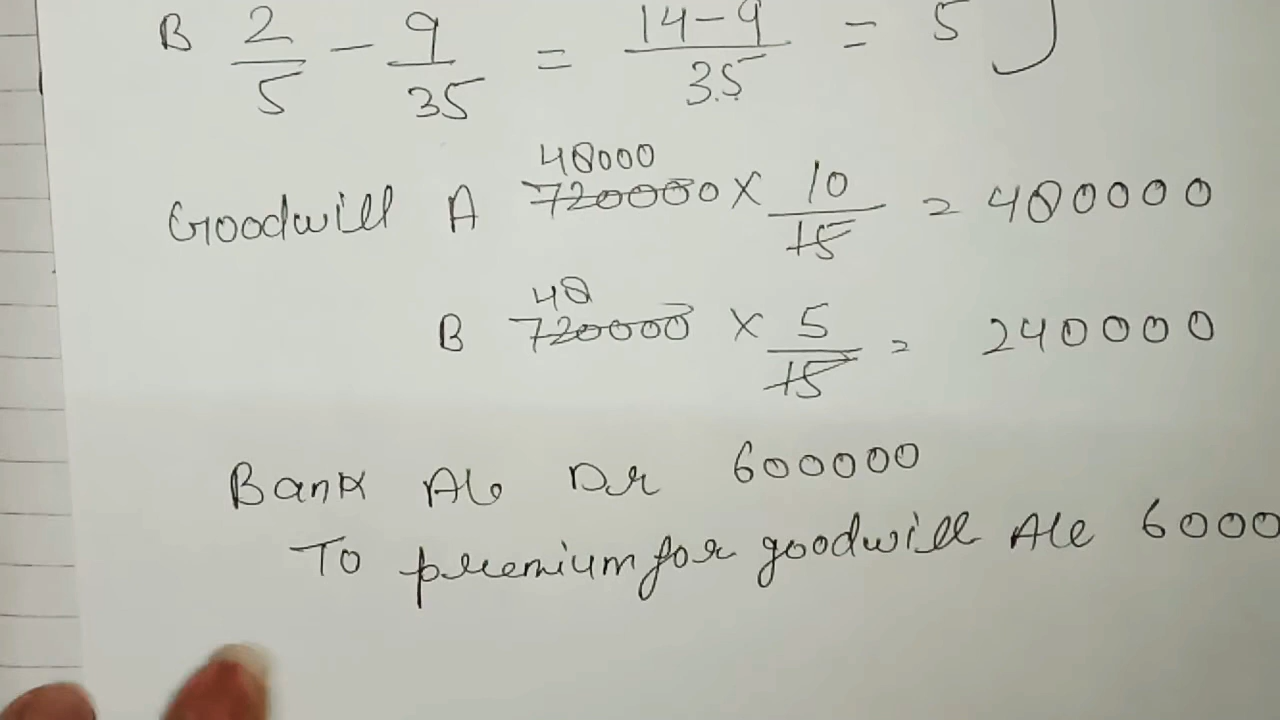 B 2/5 - 9/35 = 14-9/35 = 5
48000
Goodwill A 720000 X 10/15 = 480000
48
B 720000 X 5/15 = 240000
Bank A/c Dr 600000
To premium for goodwill A/c 6000